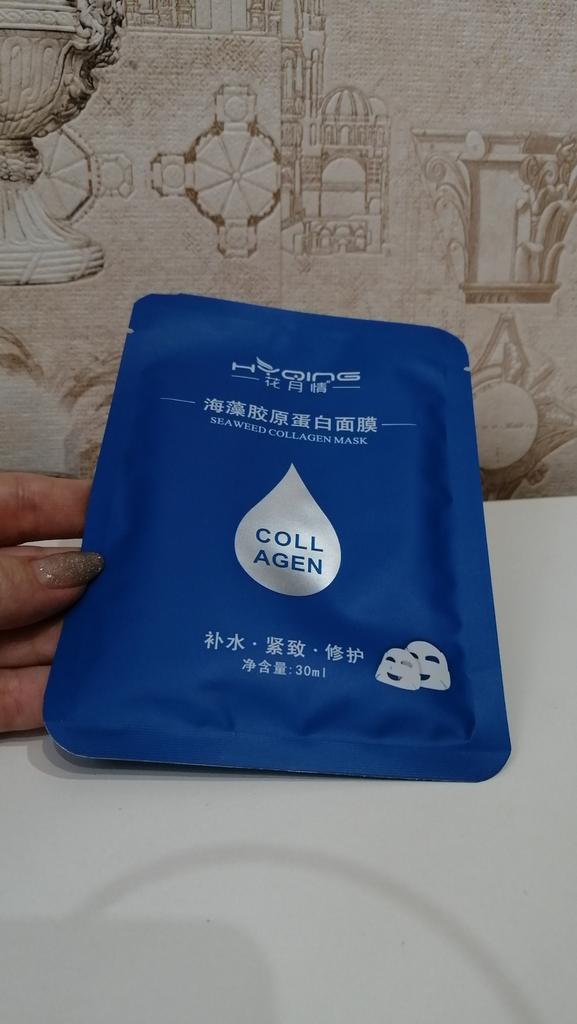 HYQING
花月情
海藻胶原蛋白面膜
SEAWEED COLLAGEN MASK
COLL
AGEN
补水·紧致·修护
净含量:30ml